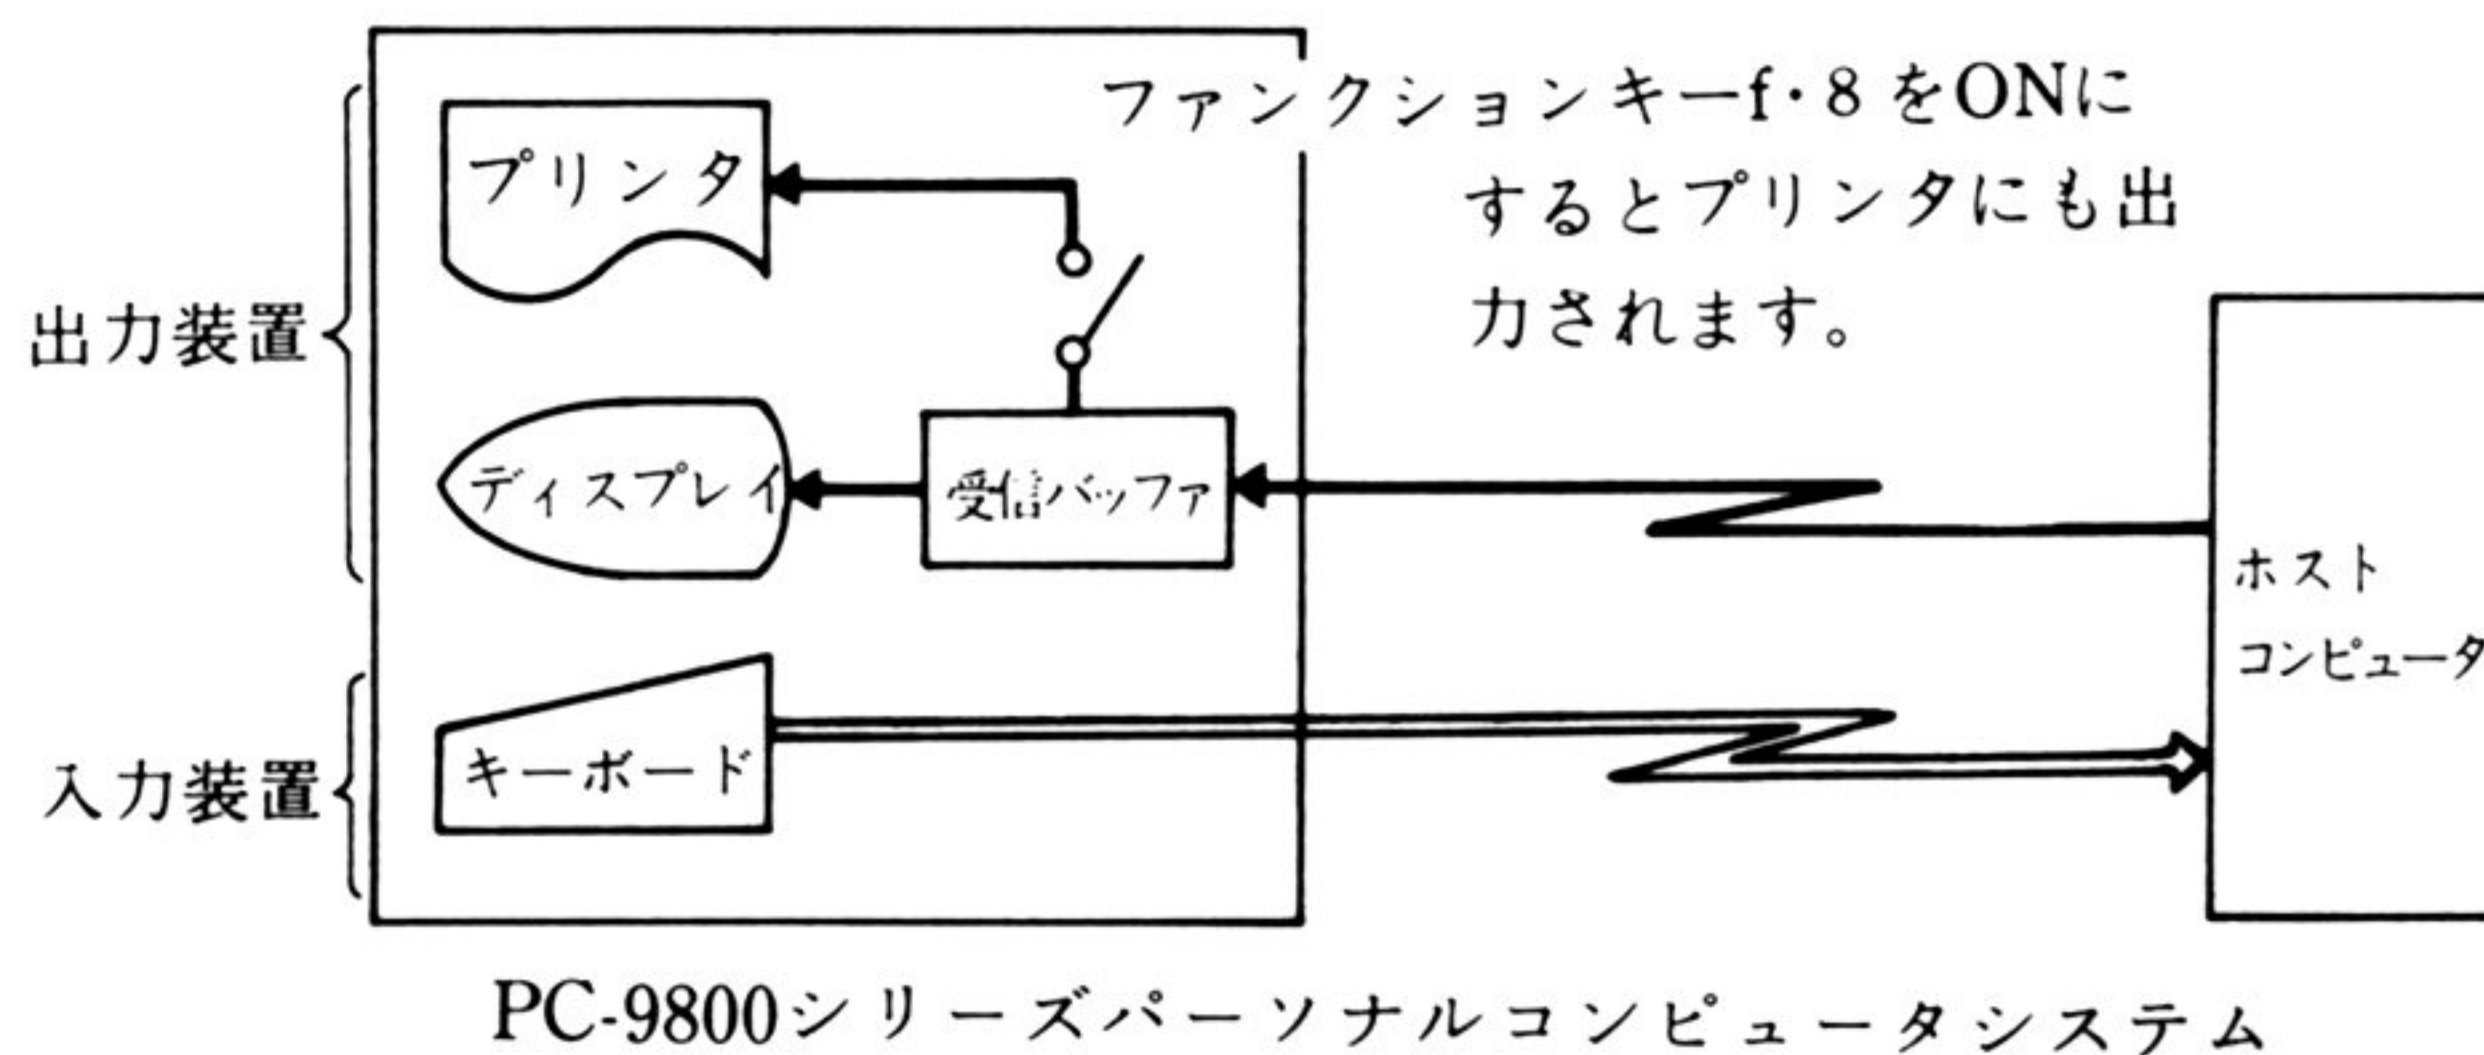 ファンクションキーf・8 をONに
するとプリンタにも出
力されます。
プリンタ
出力装置
ディスプレイ
受信バッファ
ホスト
コンピュータ
キーボード
入力装置
PC-9800シリーズパーソナルコンピュータシステム